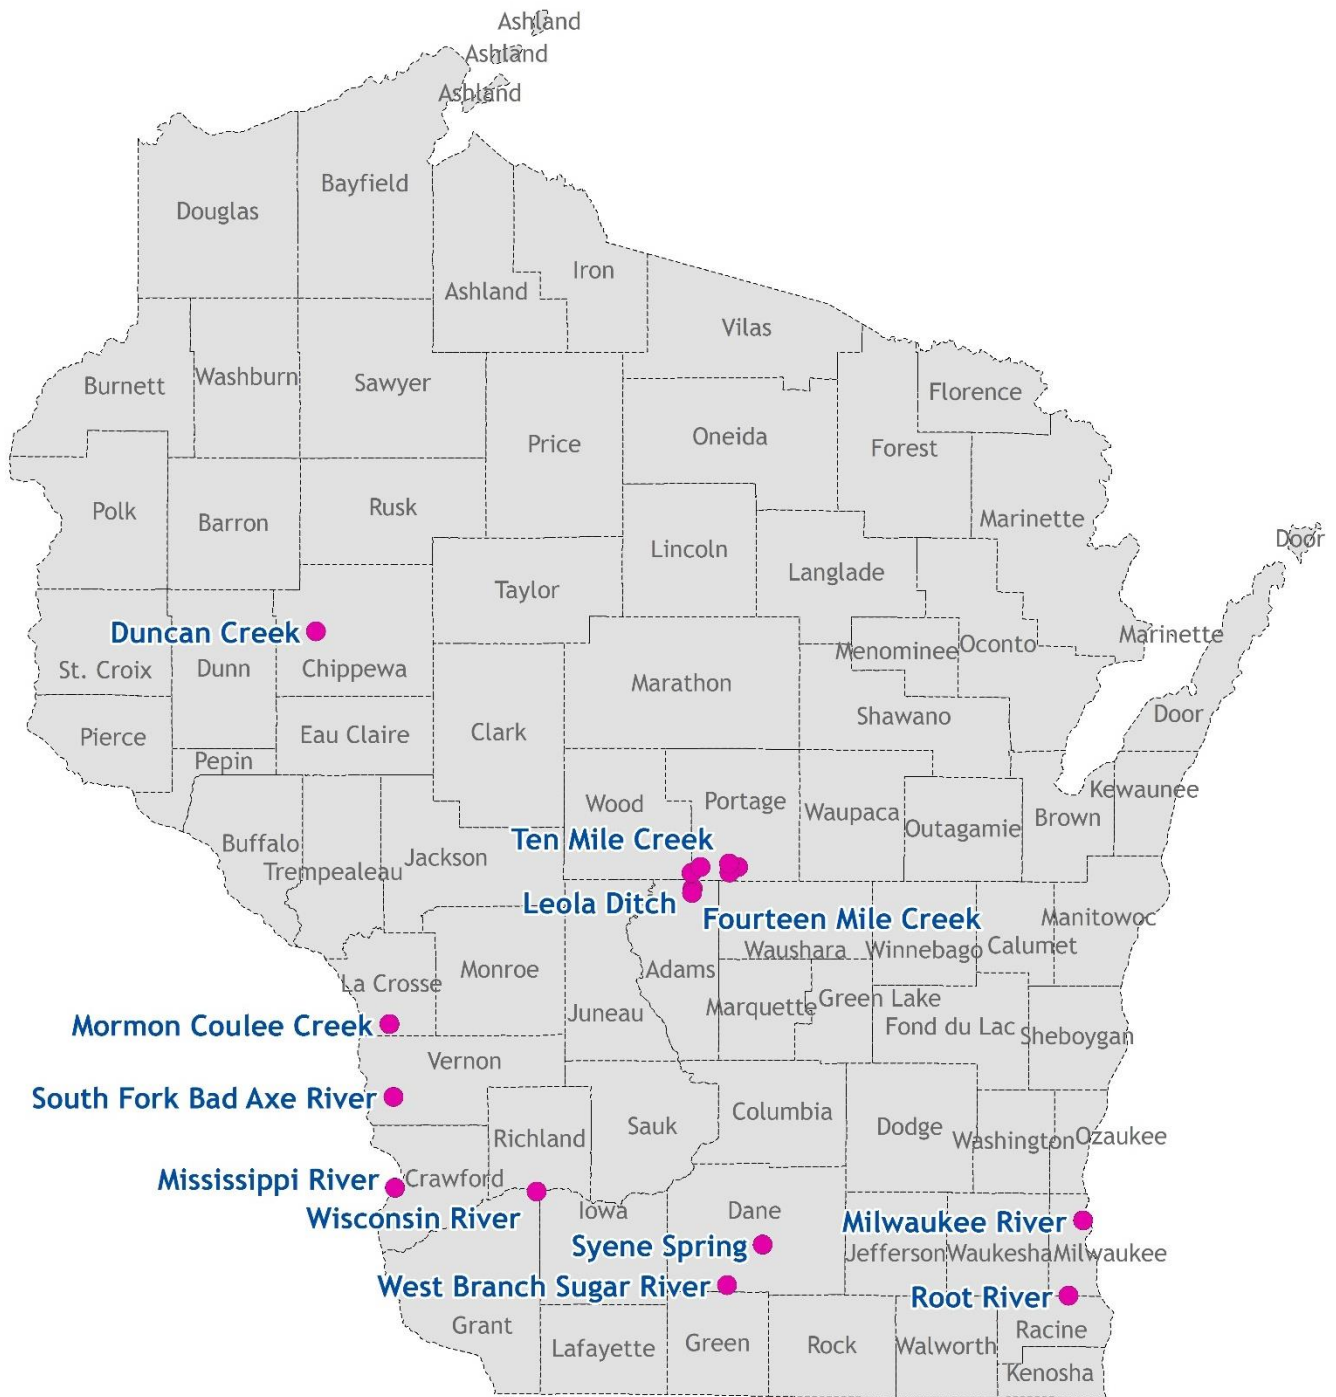 Ashland
Ashland
Ashland
Bayfield
Douglas
Iron
Ashland
Vilas
Washburn
Sawyer
Burnett
Florence
Oneida
Price
Forest
Rusk
Polk
Barron
Marinette
Door
Lincoln
Langlade
Taylor
Duncan Creek
Marinette
Oconto
Menominee
St. Croix
Dunn
Chippewa
Marathon
Door
Shawano
Clark
Eau Claire
Pierce
Pepin
Kewaunee
Wood
Portage
Waupaca
Brown
Outagamie
Ten Mile Creek
Buffalo
Jackson
Trempealeau
Leola Ditch
Fourteen Mile Creek
Manitowoc
Calumet
Waushara
Winnebago
Monroe
Adams
La Crosse
Green Lake
Marquette
Juneau
Fond du Lac
Mormon Coulee Creek
Sheboygan
Vernon
South Fork Bad Axe River
Columbia
Sauk
Dodge
Richland
Washington
Ozaukee
Mississippi River
Crawford
Wisconsin River
Iowa
Dane
Milwaukee River
Syene Spring
Jefferson
Waukesha
Milwaukee
West Branch Sugar River
Root River
Grant
Racine
Lafayette
Green
Rock
Walworth
Kenosha